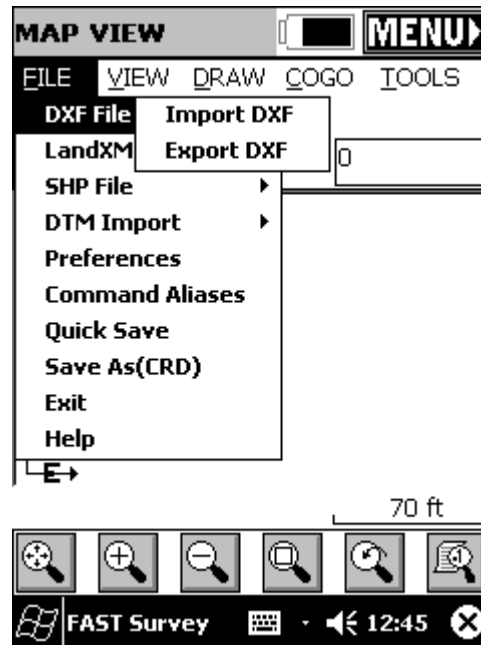 MAP VIEW MENU
FILE VIEW DRAW COGO TOOLS
DXF File Import DXF
LandXM Export DXF
0
SHP File
DTM Import
Preferences
Command Aliases
Quick Save
Save As(CRD)
Exit
Help
E
70 ft
FAST Survey 12:45